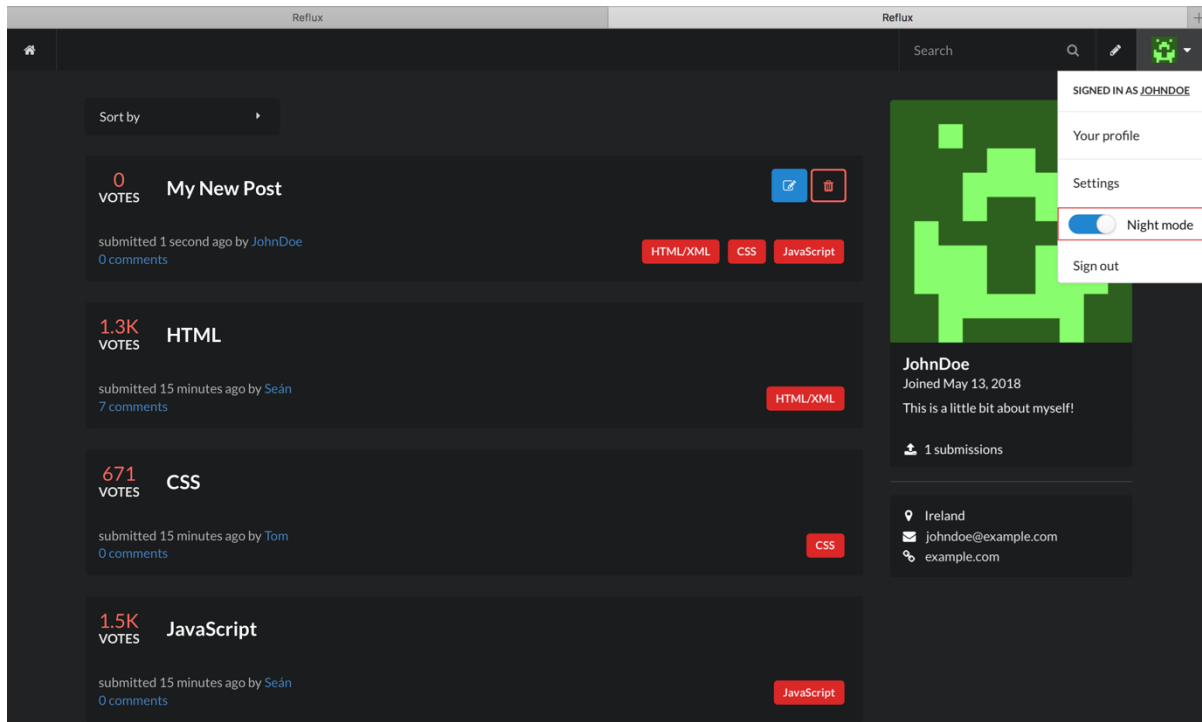 Reflux
Reflux
Search
SIGNED IN AS JOHNDOE
Your profile
Settings
Night mode
Sign out
Sort by
0
VOTES
My New Post
submitted 1 second ago by JohnDoe
0 comments
HTML/XML CSS JavaScript
1.3K
VOTES
HTML
submitted 15 minutes ago by Seán
7 comments
HTML/XML
671
VOTES
CSS
submitted 15 minutes ago by Tom
0 comments
CSS
1.5K
VOTES
JavaScript
submitted 15 minutes ago by Seán
0 comments
JavaScript
JohnDoe
Joined May 13, 2018
This is a little bit about myself!
1 submissions
Ireland
johndoe@example.com
example.com